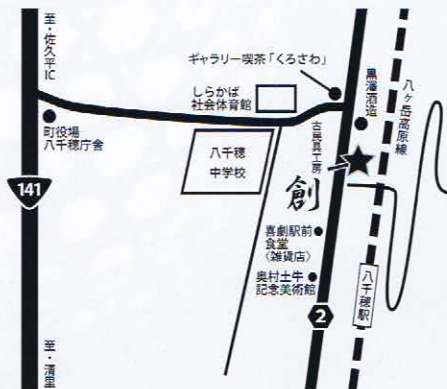 至・佐久平IC
ギャラリー喫茶「くろさわ」
しらかば
社会体育館
黒澤酒造
八ヶ岳高原線
町役場
八千穂庁舎
八千穂
中学校
古民具工房
創
141
喜劇駅前
食堂
〈雑貨店〉
奥村土牛
記念美術館
八千穂駅
2
至・清里